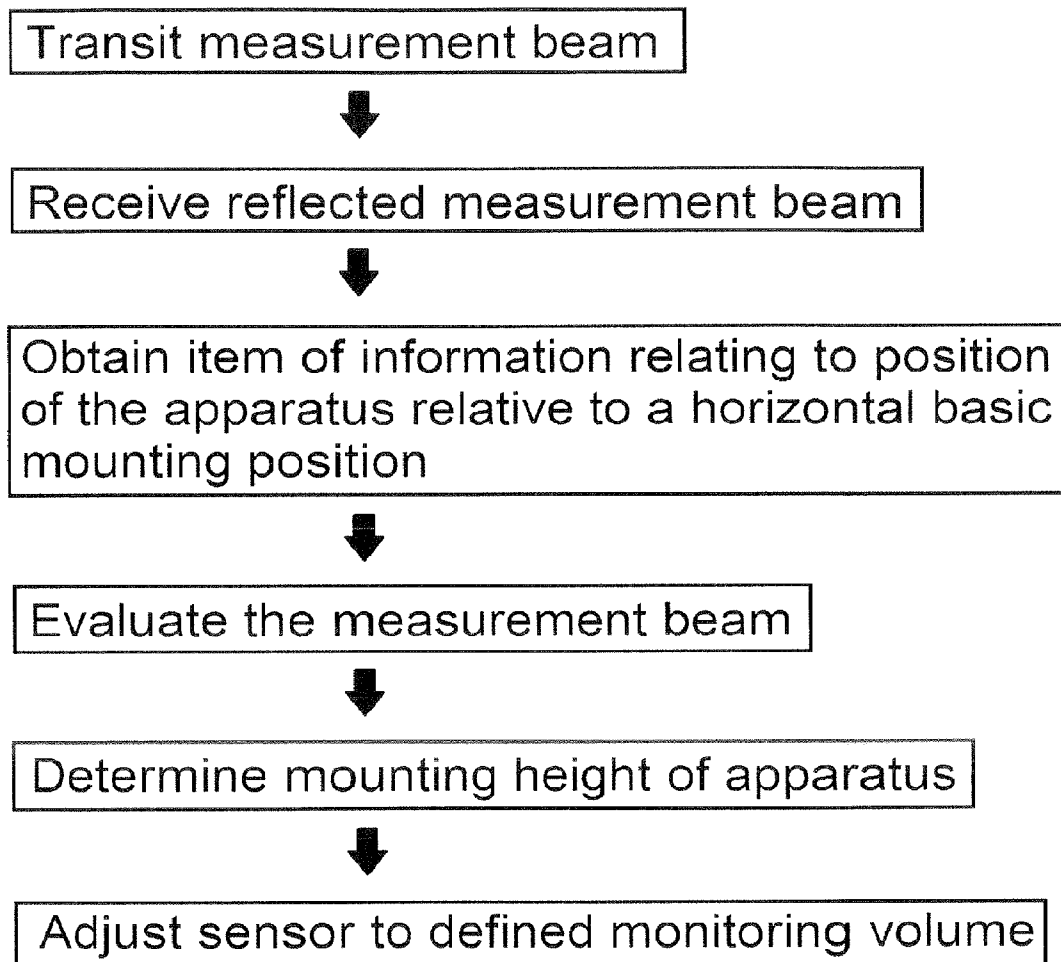 Transit measurement beam
Receive reflected measurement beam
Obtain item of information relating to position
of the apparatus relative to a horizontal basic
mounting position
Evaluate the measurement beam
Determine mounting height of apparatus
Adjust sensor to defined monitoring volume